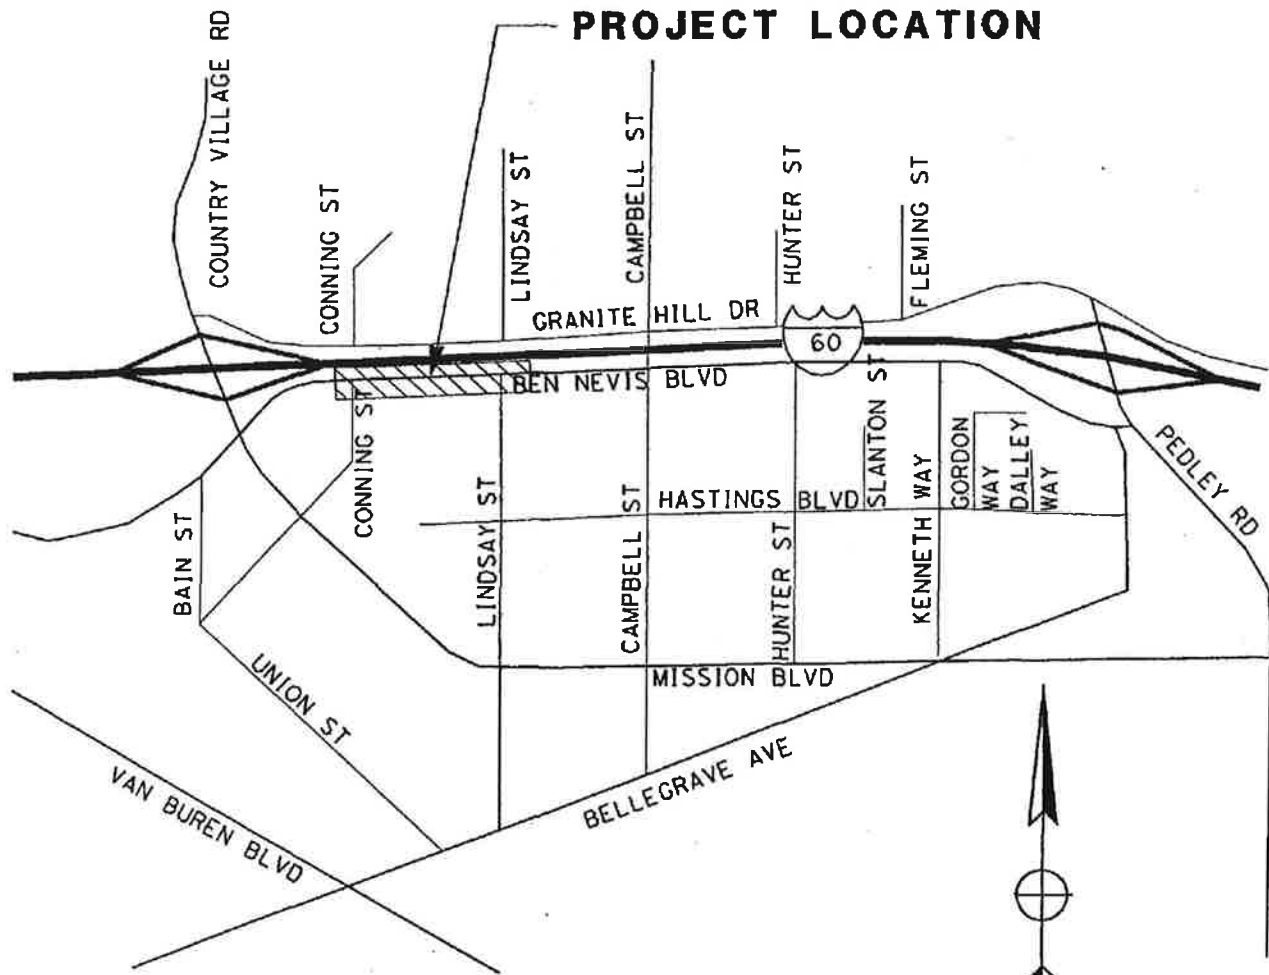 PROJECT LOCATION
COUNTRY VILLAGE RD
CONNING ST
LINDSAY ST
CAMPBELL ST
HUNTER ST
FLEMING ST
GRANITE HILL DR
60
BEN NEVIS BLVD
CONNING ST
SLANTON ST
GORDON
WAY
DALLEY
WAY
PEDLEY RD
HASTINGS BLVD
BAIN ST
LINDSAY ST
CAMPBELL ST
HUNTER ST
KENNETH WAY
UNION ST
MISSION BLVD
VAN BUREN BLVD
BELLEGRAVE AVE